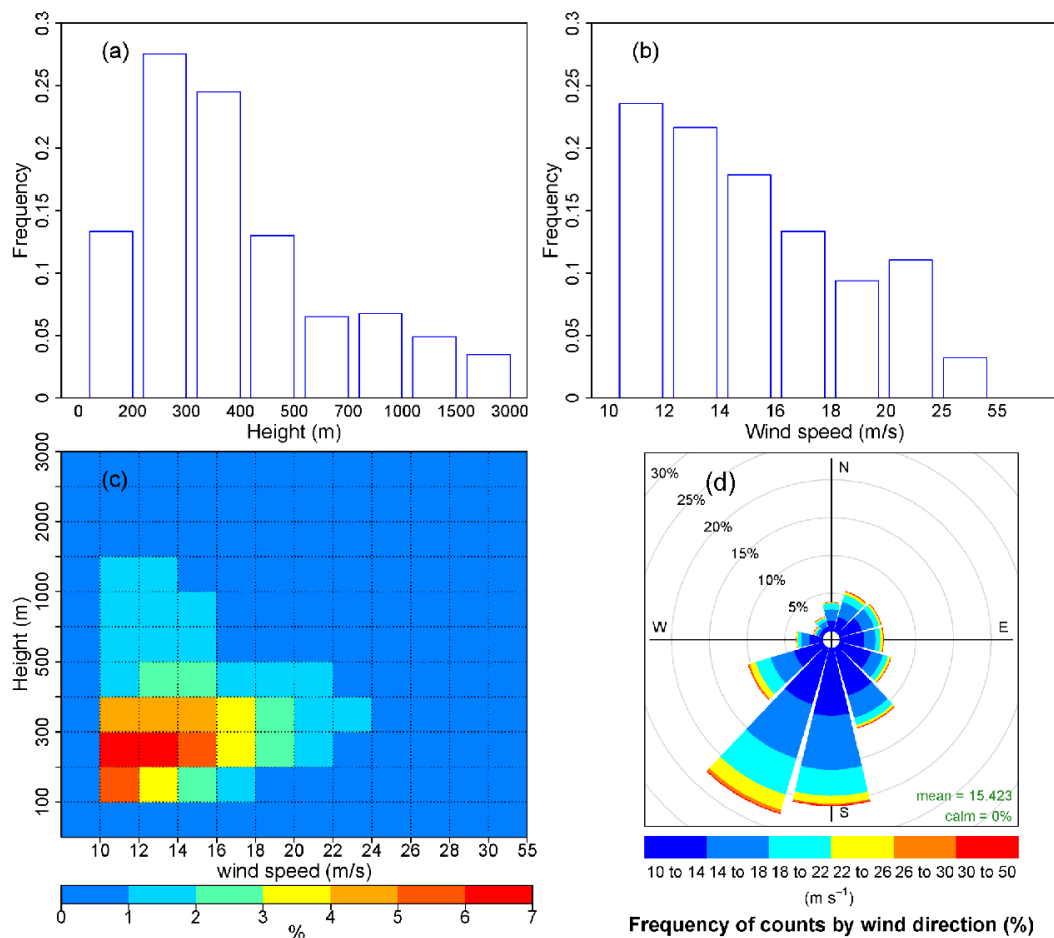 (a)
Frequency
0
0.05
0.1
0.15
0.2
0.25
0.3
0 200 300 400 500 700 1000 1500 3000
Height (m)
(b)
Frequency
0
0.05
0.1
0.15
0.2
0.25
0.3
10 12 14 16 18 20 25 55
Wind speed (m/s)
(c)
Height (m)
100
300
500
1000
2000
3000
10 12 14 16 18 20 22 24 26 28 30 55
wind speed (m/s)
0 1 2 3 4 5 6 7
%
(d)
N
30%
25%
20%
15%
10%
5%
W
E
S
mean = 15.423
calm = 0%
10 to 14 14 to 18 18 to 22 22 to 26 26 to 30 30 to 50
(m s⁻¹)
Frequency of counts by wind direction (%)